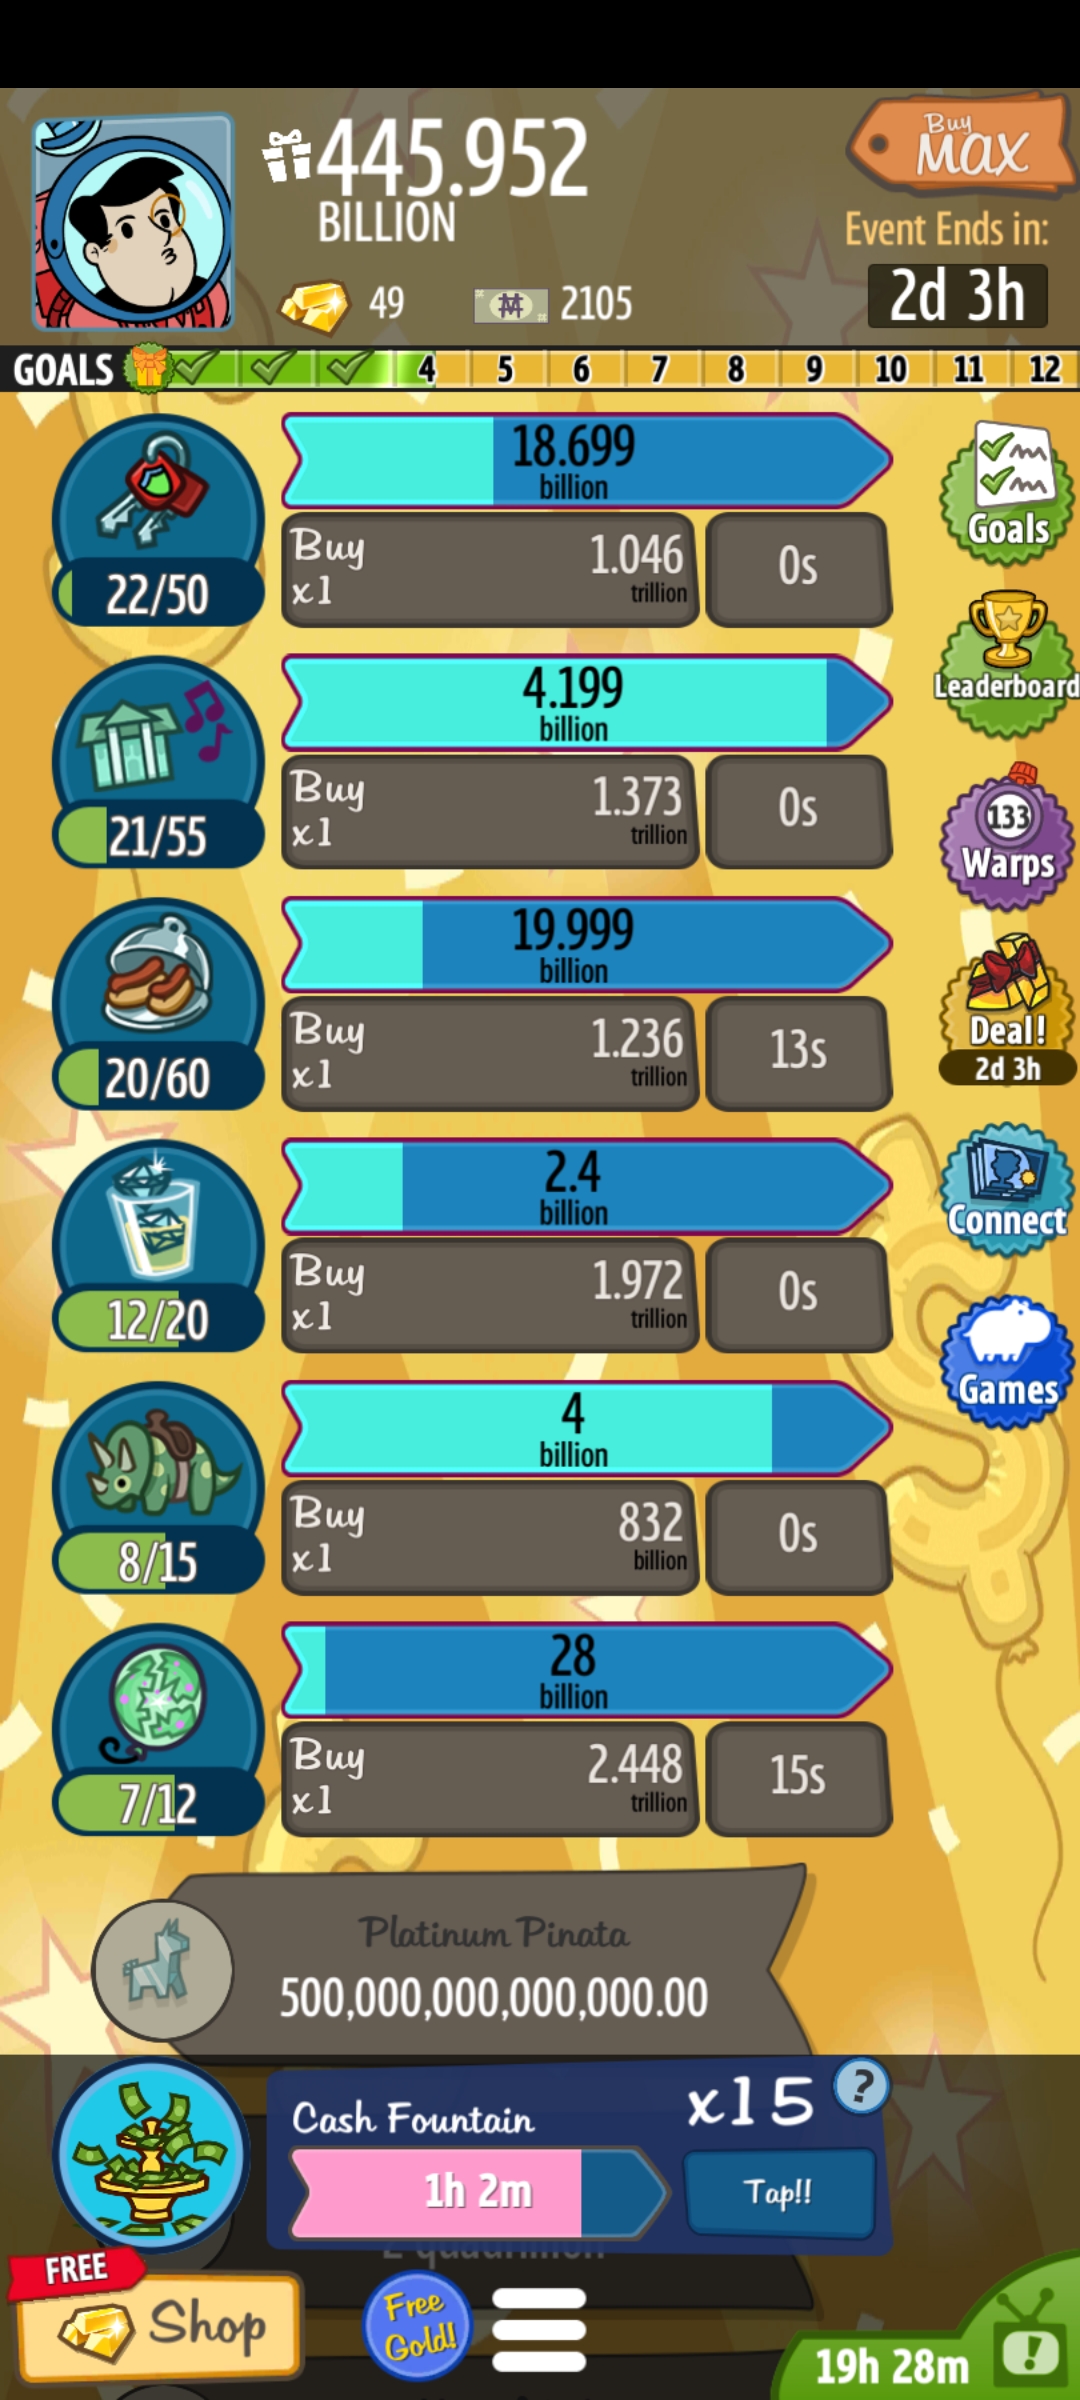 445.952
BILLION
Buy
MAX
Event Ends in:
2d 3h
49
2105
GOALS 4 5 6 7 8 9 10 11 12
18.699
billion
Buy
x1
1.046
trillion
0s
22/50
Goals
4.199
billion
Buy
x1
1.373
trillion
0s
21/55
Leaderboard
19.999
billion
Buy
x1
1.236
trillion
13s
20/60
133
Warps
Deal!
2d 3h
2.4
billion
Buy
x1
1.972
trillion
0s
12/20
Connect
4
billion
Buy
x1
832
billion
0s
8/15
Games
28
billion
Buy
x1
2.448
trillion
15s
7/12
Platinum Pinata
500,000,000,000,000.00
Cash Fountain
x15
?
1h 2m
Tap!!
2 quadrillion
FREE
Shop
Free
Gold!
19h 28m
!